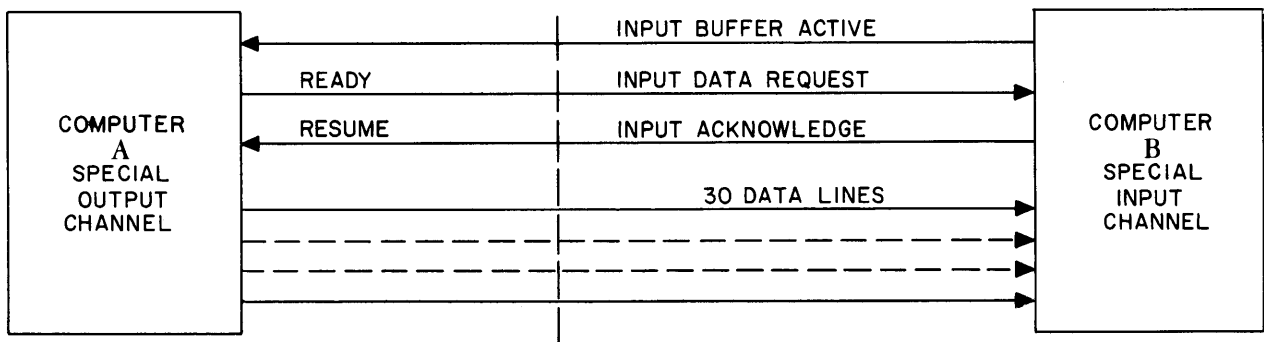 INPUT BUFFER ACTIVE
READY INPUT DATA REQUEST
RESUME INPUT ACKNOWLEDGE
30 DATA LINES
COMPUTER
A
SPECIAL
OUTPUT
CHANNEL
COMPUTER
B
SPECIAL
INPUT
CHANNEL